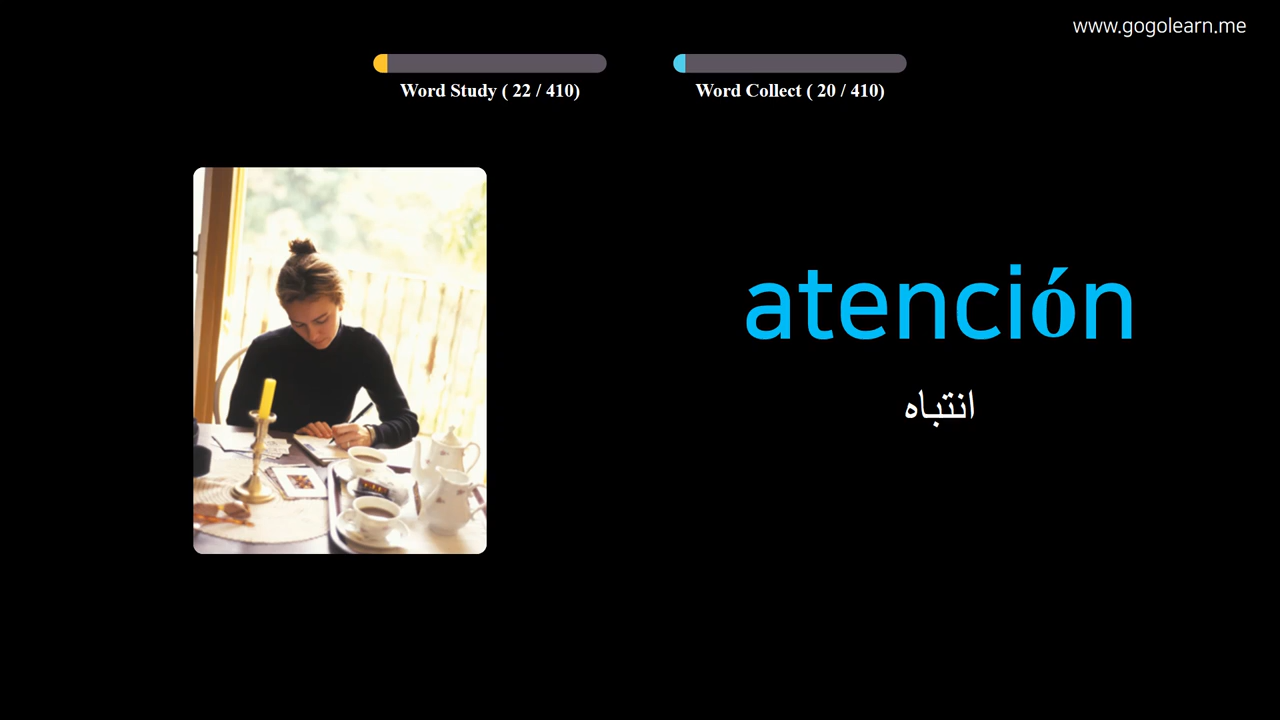 www.gogolearn.me
Word Study ( 22 / 410)
Word Collect ( 20 / 410)
atención
انتباه